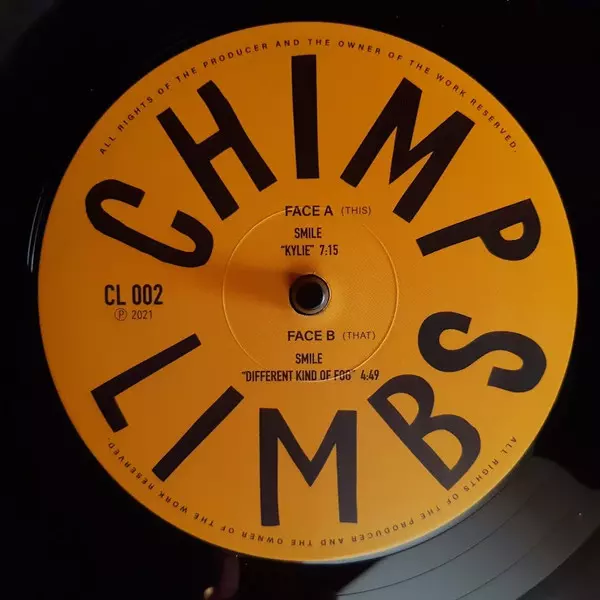 ALL RIGHTS OF THE PRODUCER AND THE OWNER OF THE WORK RESERVED.
CHIMP
FACE A (THIS)
SMILE
"KYLIE" 7:15
CL 002
℗ 2021
FACE B (THAT)
SMILE
"DIFFERENT KIND OF FOG" 4:49
LIMBS
ALL RIGHTS OF THE PRODUCER AND THE OWNER OF THE WORK RESERVED.